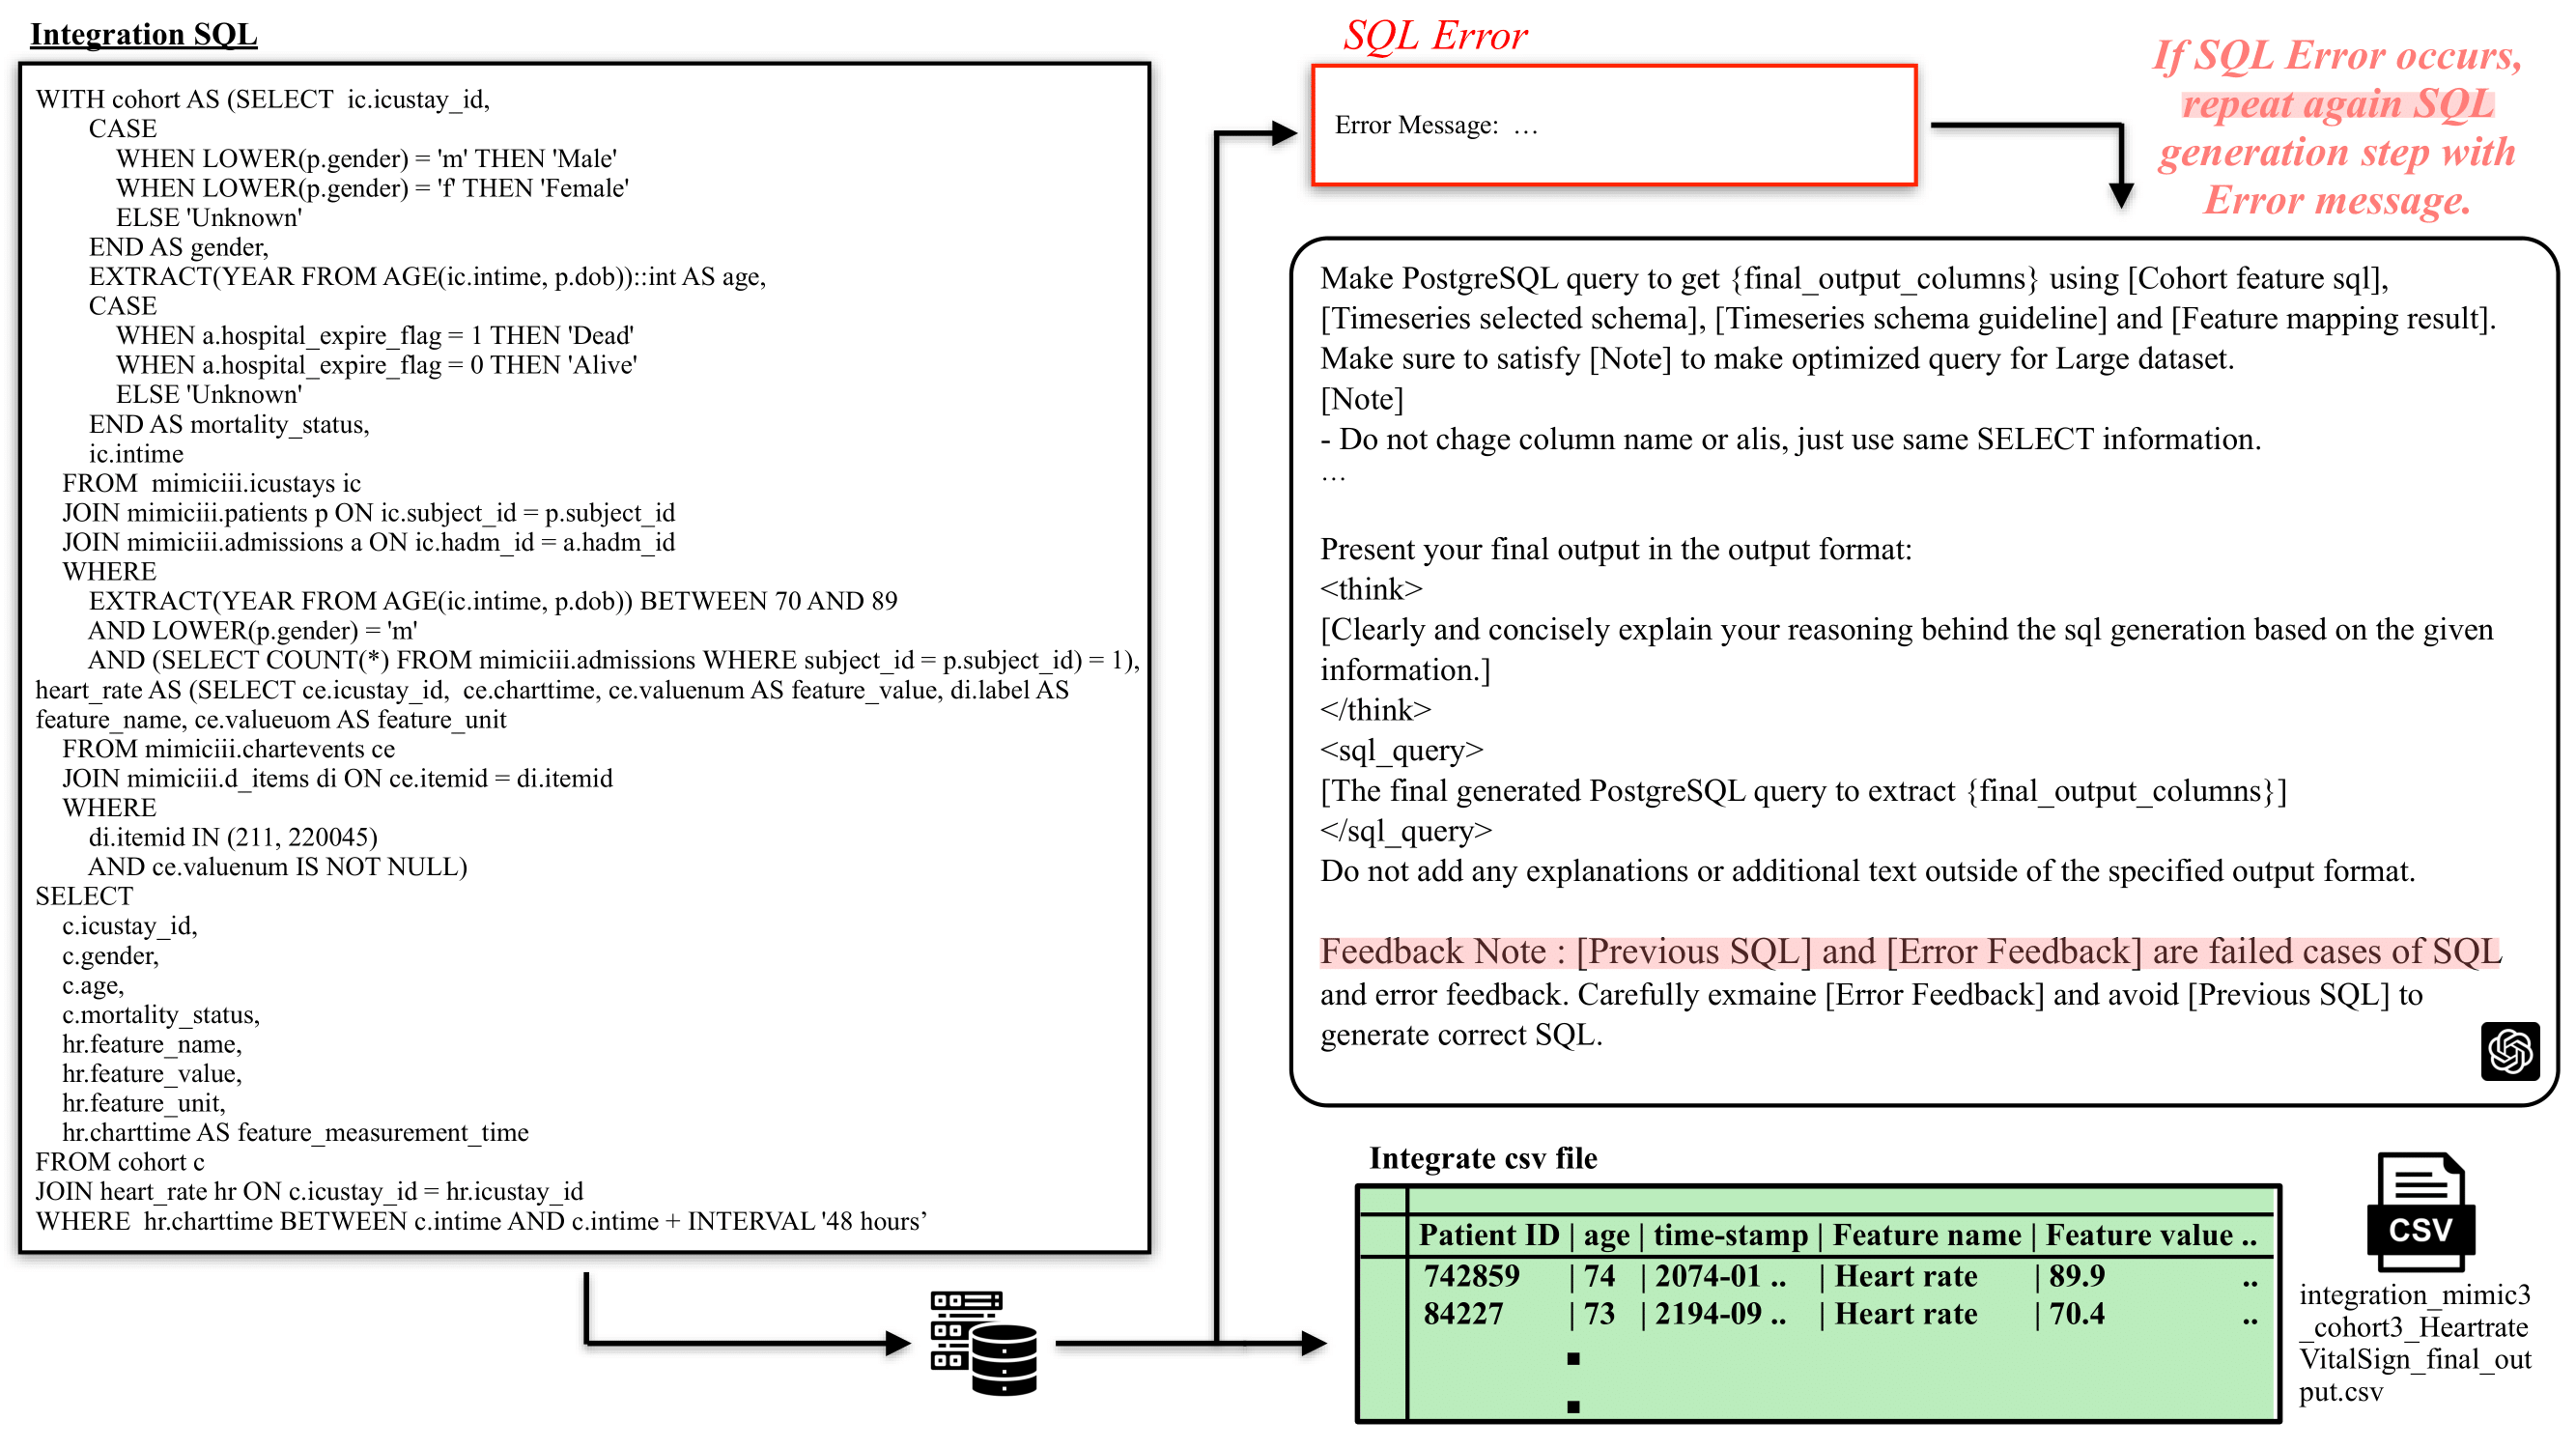 Integration SQL
WITH cohort AS (SELECT  ic.icustay_id,
CASE
WHEN LOWER(p.gender) = 'm' THEN 'Male'
WHEN LOWER(p.gender) = 'f' THEN 'Female'
ELSE 'Unknown'
END AS gender,
EXTRACT(YEAR FROM AGE(ic.intime, p.dob))::int AS age,
CASE
WHEN a.hospital_expire_flag = 1 THEN 'Dead'
WHEN a.hospital_expire_flag = 0 THEN 'Alive'
ELSE 'Unknown'
END AS mortality_status,
ic.intime
FROM  mimiciii.icustays ic
JOIN mimiciii.patients p ON ic.subject_id = p.subject_id
JOIN mimiciii.admissions a ON ic.hadm_id = a.hadm_id
WHERE
EXTRACT(YEAR FROM AGE(ic.intime, p.dob)) BETWEEN 70 AND 89
AND LOWER(p.gender) = 'm'
AND (SELECT COUNT(*) FROM mimiciii.admissions WHERE subject_id = p.subject_id) = 1),
heart_rate AS (SELECT ce.icustay_id,  ce.charttime, ce.valuenum AS feature_value, di.label AS
feature_name, ce.valueuom AS feature_unit
FROM mimiciii.chartevents ce
JOIN mimiciii.d_items di ON ce.itemid = di.itemid
WHERE
di.itemid IN (211, 220045)
AND ce.valuenum IS NOT NULL)
SELECT
c.icustay_id,
c.gender,
c.age,
c.mortality_status,
hr.feature_name,
hr.feature_value,
hr.feature_unit,
hr.charttime AS feature_measurement_time
FROM cohort c
JOIN heart_rate hr ON c.icustay_id = hr.icustay_id
WHERE  hr.charttime BETWEEN c.intime AND c.intime + INTERVAL '48 hours’
SQL Error
Error Message:  …
If SQL Error occurs,
repeat again SQL
generation step with
Error message.
Make PostgreSQL query to get {final_output_columns} using [Cohort feature sql],
[Timeseries selected schema], [Timeseries schema guideline] and [Feature mapping result].
Make sure to satisfy [Note] to make optimized query for Large dataset.
[Note]
- Do not chage column name or alis, just use same SELECT information.
…
Present your final output in the output format:
<think>
[Clearly and concisely explain your reasoning behind the sql generation based on the given
information.]
</think>
<sql_query>
[The final generated PostgreSQL query to extract {final_output_columns}]
</sql_query>
Do not add any explanations or additional text outside of the specified output format.
Feedback Note : [Previous SQL] and [Error Feedback] are failed cases of SQL
and error feedback. Carefully exmaine [Error Feedback] and avoid [Previous SQL] to
generate correct SQL.
Integrate csv file
Patient ID | age | time-stamp | Feature name | Feature value ..
742859 | 74 | 2074-01 .. | Heart rate | 89.9 ..
84227 | 73 | 2194-09 .. | Heart rate | 70.4 ..
CSV
integration_mimic3
_cohort3_Heartrate
VitalSign_final_out
put.csv